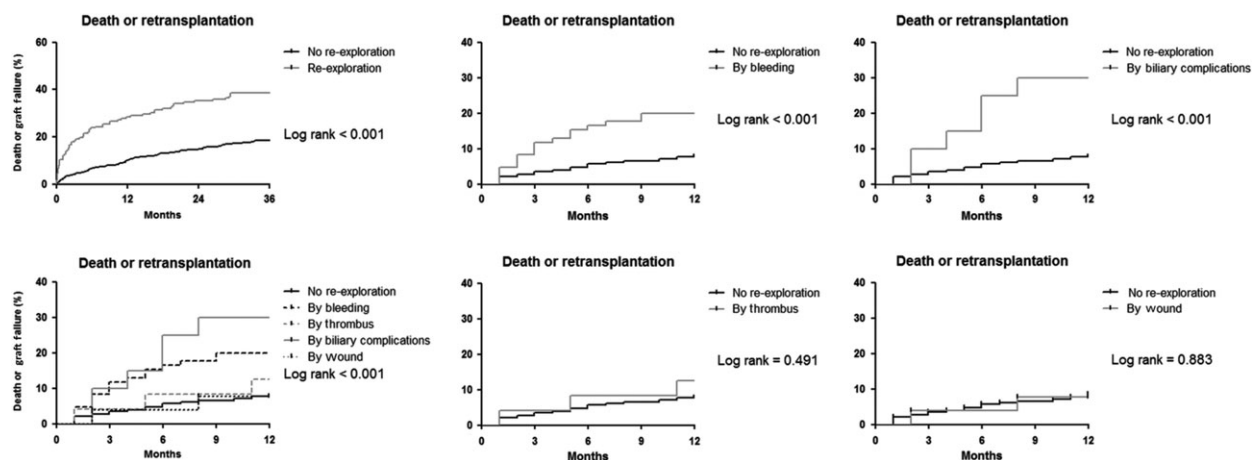 Death or retransplantation
Death or graft failure (%)
60
40
20
0
No re-exploration
Re-exploration
Log rank < 0.001
0 12 24 36
Months
Death or retransplantation
40
30
20
10
0
No re-exploration
By bleeding
Log rank < 0.001
0 3 6 9 12
Months
Death or retransplantation
40
30
20
10
0
No re-exploration
By biliary complications
Log rank < 0.001
0 3 6 9 12
Months
Death or retransplantation
Death or graft failure (%)
40
30
20
10
0
No re-exploration
By bleeding
By thrombus
By biliary complications
By wound
Log rank < 0.001
0 3 6 9 12
Months
Death or retransplantation
40
30
20
10
0
No re-exploration
By thrombus
Log rank = 0.491
0 3 6 9 12
Months
Death or retransplantation
40
30
20
10
0
No re-exploration
By wound
Log rank = 0.883
0 3 6 9 12
Months